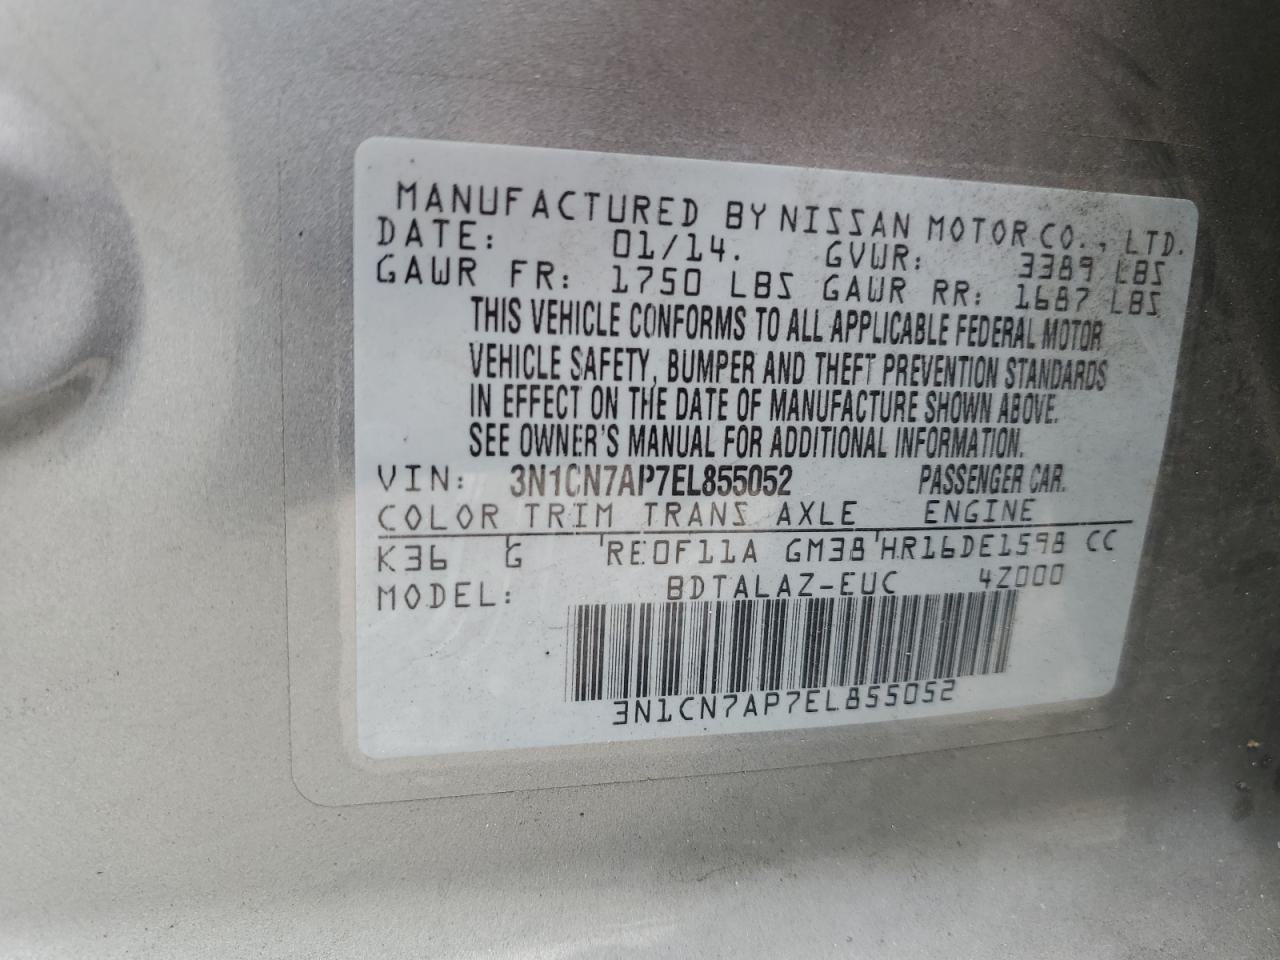 MANUFACTURED BY NISSAN MOTOR CO., LTD.
DATE: 01/14. GVWR: 3389 LBS
GAWR FR: 1750 LBS GAWR RR: 1687 LBS
THIS VEHICLE CONFORMS TO ALL APPLICABLE FEDERAL MOTOR
VEHICLE SAFETY, BUMPER AND THEFT PREVENTION STANDARDS
IN EFFECT ON THE DATE OF MANUFACTURE SHOWN ABOVE.
SEE OWNER'S MANUAL FOR ADDITIONAL INFORMATION.
VIN: 3N1CN7AP7EL855052 PASSENGER CAR.
COLOR TRIM TRANS AXLE ENGINE
K36 G RE0F11A GM38 HR16DE1598 CC
MODEL: BDTALAZ-EUC 4Z000
3N1CN7AP7EL855052